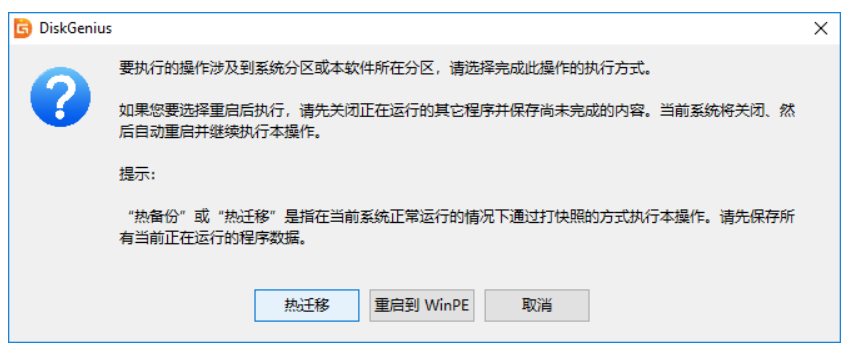 DiskGenius
要执行的操作涉及到系统分区或本软件所在分区，请选择完成此操作的执行方式。
如果您要选择重启后执行，请先关闭正在运行的其它程序并保存尚未完成的内容。当前系统将关闭、然
后自动重启并继续执行本操作。
提示：
“热备份”或“热迁移”是指在当前系统正常运行的情况下通过打快照的方式执行本操作。请先保存所
有当前正在运行的程序数据。
热迁移 重启到 WinPE 取消